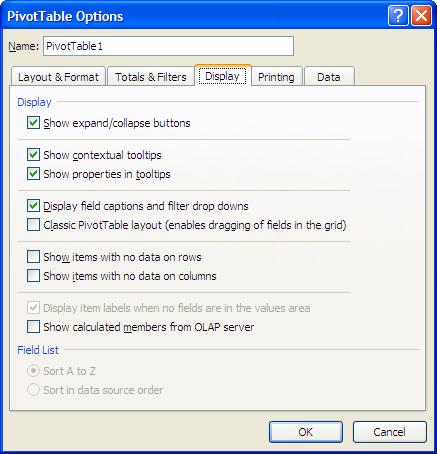 PivotTable Options
Name: PivotTable1
Layout & Format Totals & Filters Display Printing Data
Display
Show expand/collapse buttons
Show contextual tooltips
Show properties in tooltips
Display field captions and filter drop downs
Classic PivotTable layout (enables dragging of fields in the grid)
Show items with no data on rows
Show items with no data on columns
Display item labels when no fields are in the values area
Show calculated members from OLAP server
Field List
Sort A to Z
Sort in data source order
OK Cancel